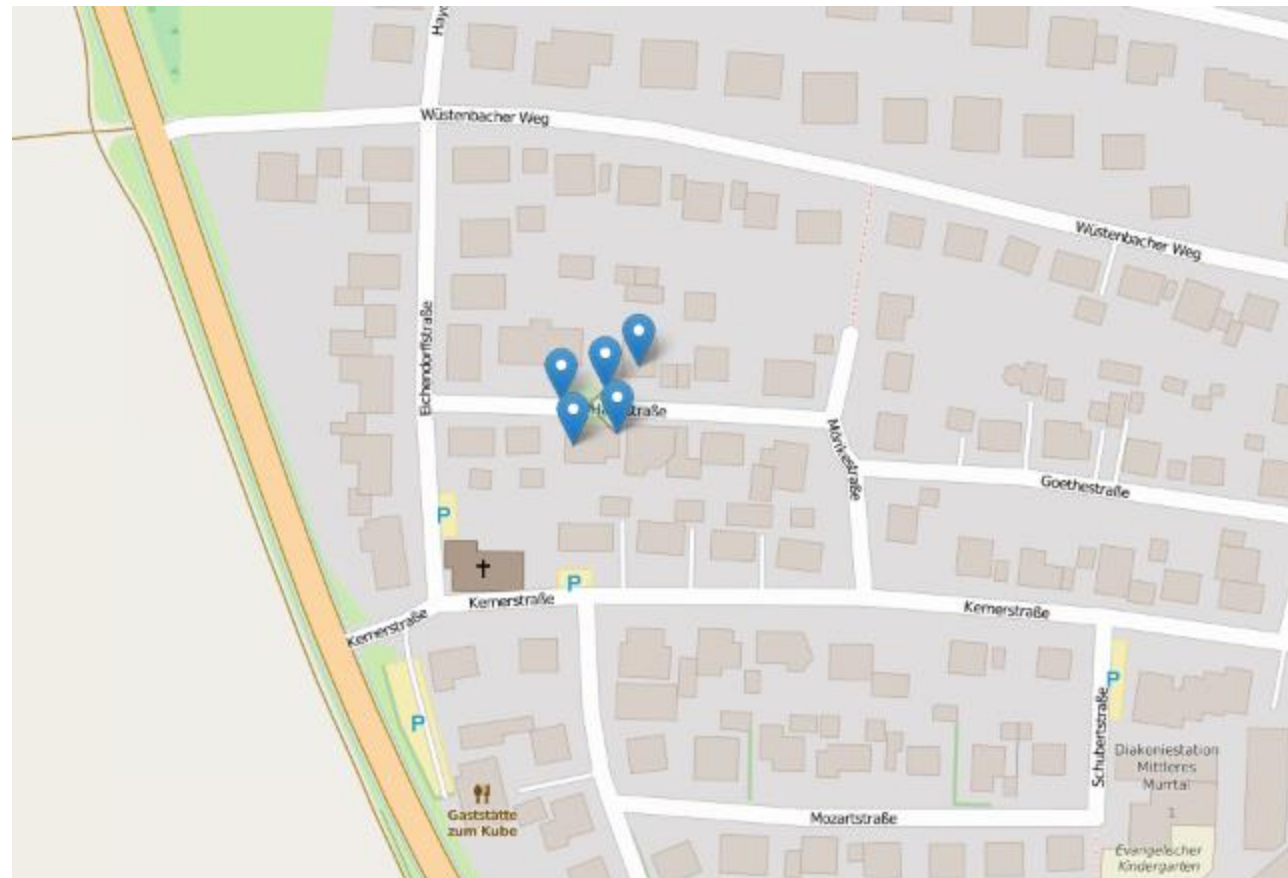 Wüstenbacher Weg
Wüstenbacher Weg
Eichendorffstraße
Mörikestraße
Goethestraße
P
Kernerstraße
P
Kernerstraße
Kernerstraße
P
P
Schubertstraße
Diakoniestation
Mittleres
Murrtal
1
Gaststätte
zum Kube
Mozartstraße
Evangelischer
Kindergarten